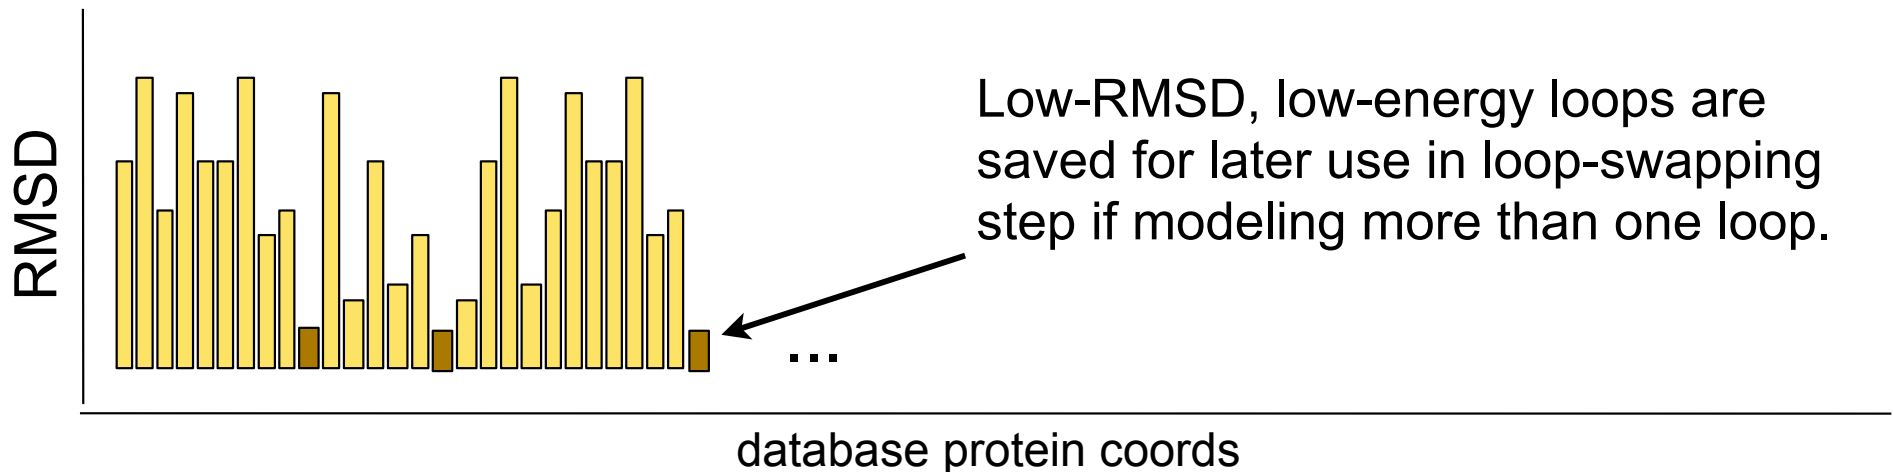 RMSD
Low-RMSD, low-energy loops are
saved for later use in loop-swapping
step if modeling more than one loop.
...
database protein coords